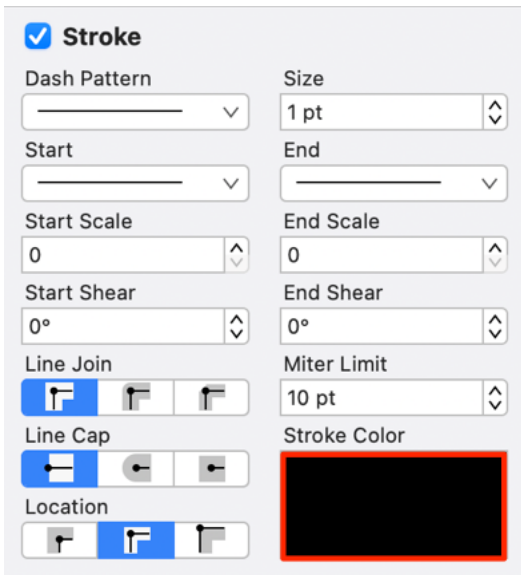 Stroke
Dash Pattern
Size
1 pt
Start
End
Start Scale
End Scale
0
0
Start Shear
End Shear
0°
0°
Line Join
Miter Limit
10 pt
Line Cap
Stroke Color
Location